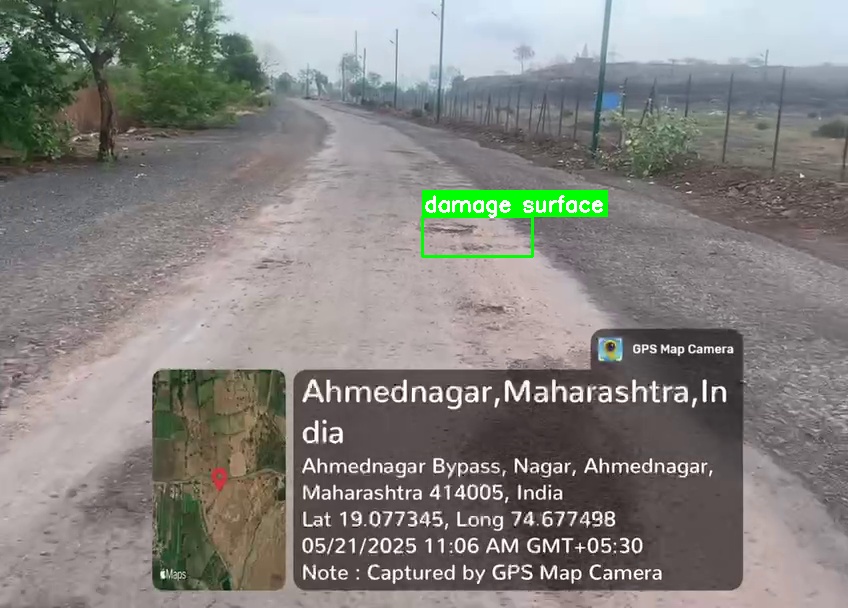 damage surface
GPS Map Camera
Ahmednagar,Maharashtra,In
dia
Ahmednagar Bypass, Nagar, Ahmednagar,
Maharashtra 414005, India
Lat 19.077345, Long 74.677498
05/21/2025 11:06 AM GMT+05:30
Note : Captured by GPS Map Camera
Maps